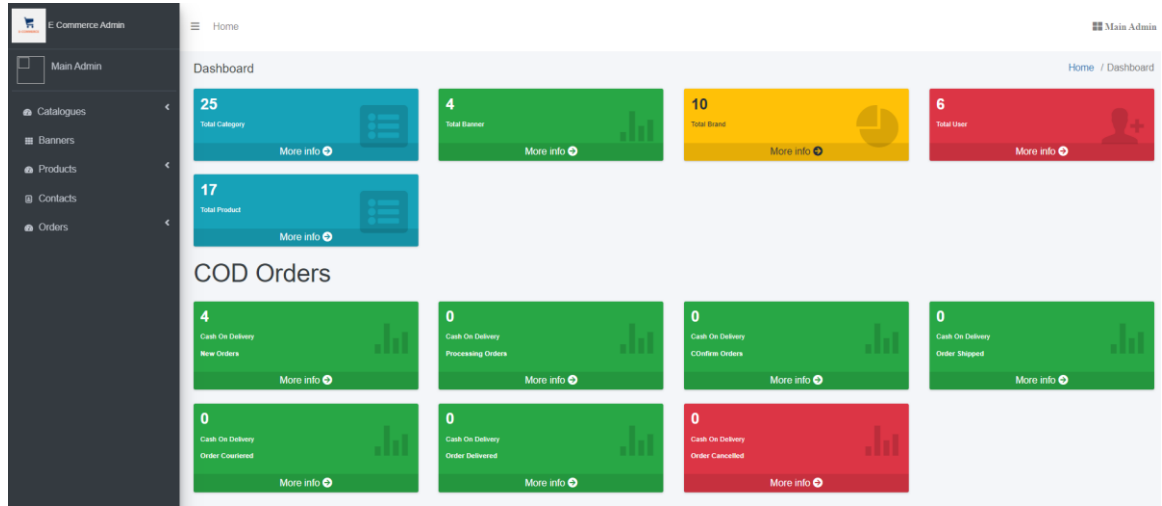 E Commerce Admin
Home
Main Admin
Main Admin
Dashboard
Home / Dashboard
Catalogues
Banners
Products
Contacts
Orders
25
Total Category
More info
4
Total Banner
More info
10
Total Brand
More info
6
Total User
More info
17
Total Product
More info
COD Orders
4
Cash On Delivery
New Orders
More info
0
Cash On Delivery
Processing Orders
More info
0
Cash On Delivery
COnfirm Orders
More info
0
Cash On Delivery
Order Shipped
More info
0
Cash On Delivery
Order Couriered
More info
0
Cash On Delivery
Order Delivered
More info
0
Cash On Delivery
Order Cancelled
More info